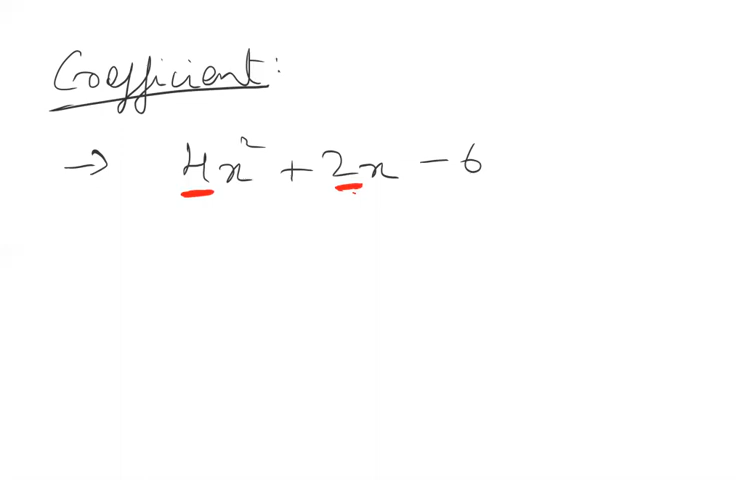 Coefficient:
→ 4x² + 2x - 6